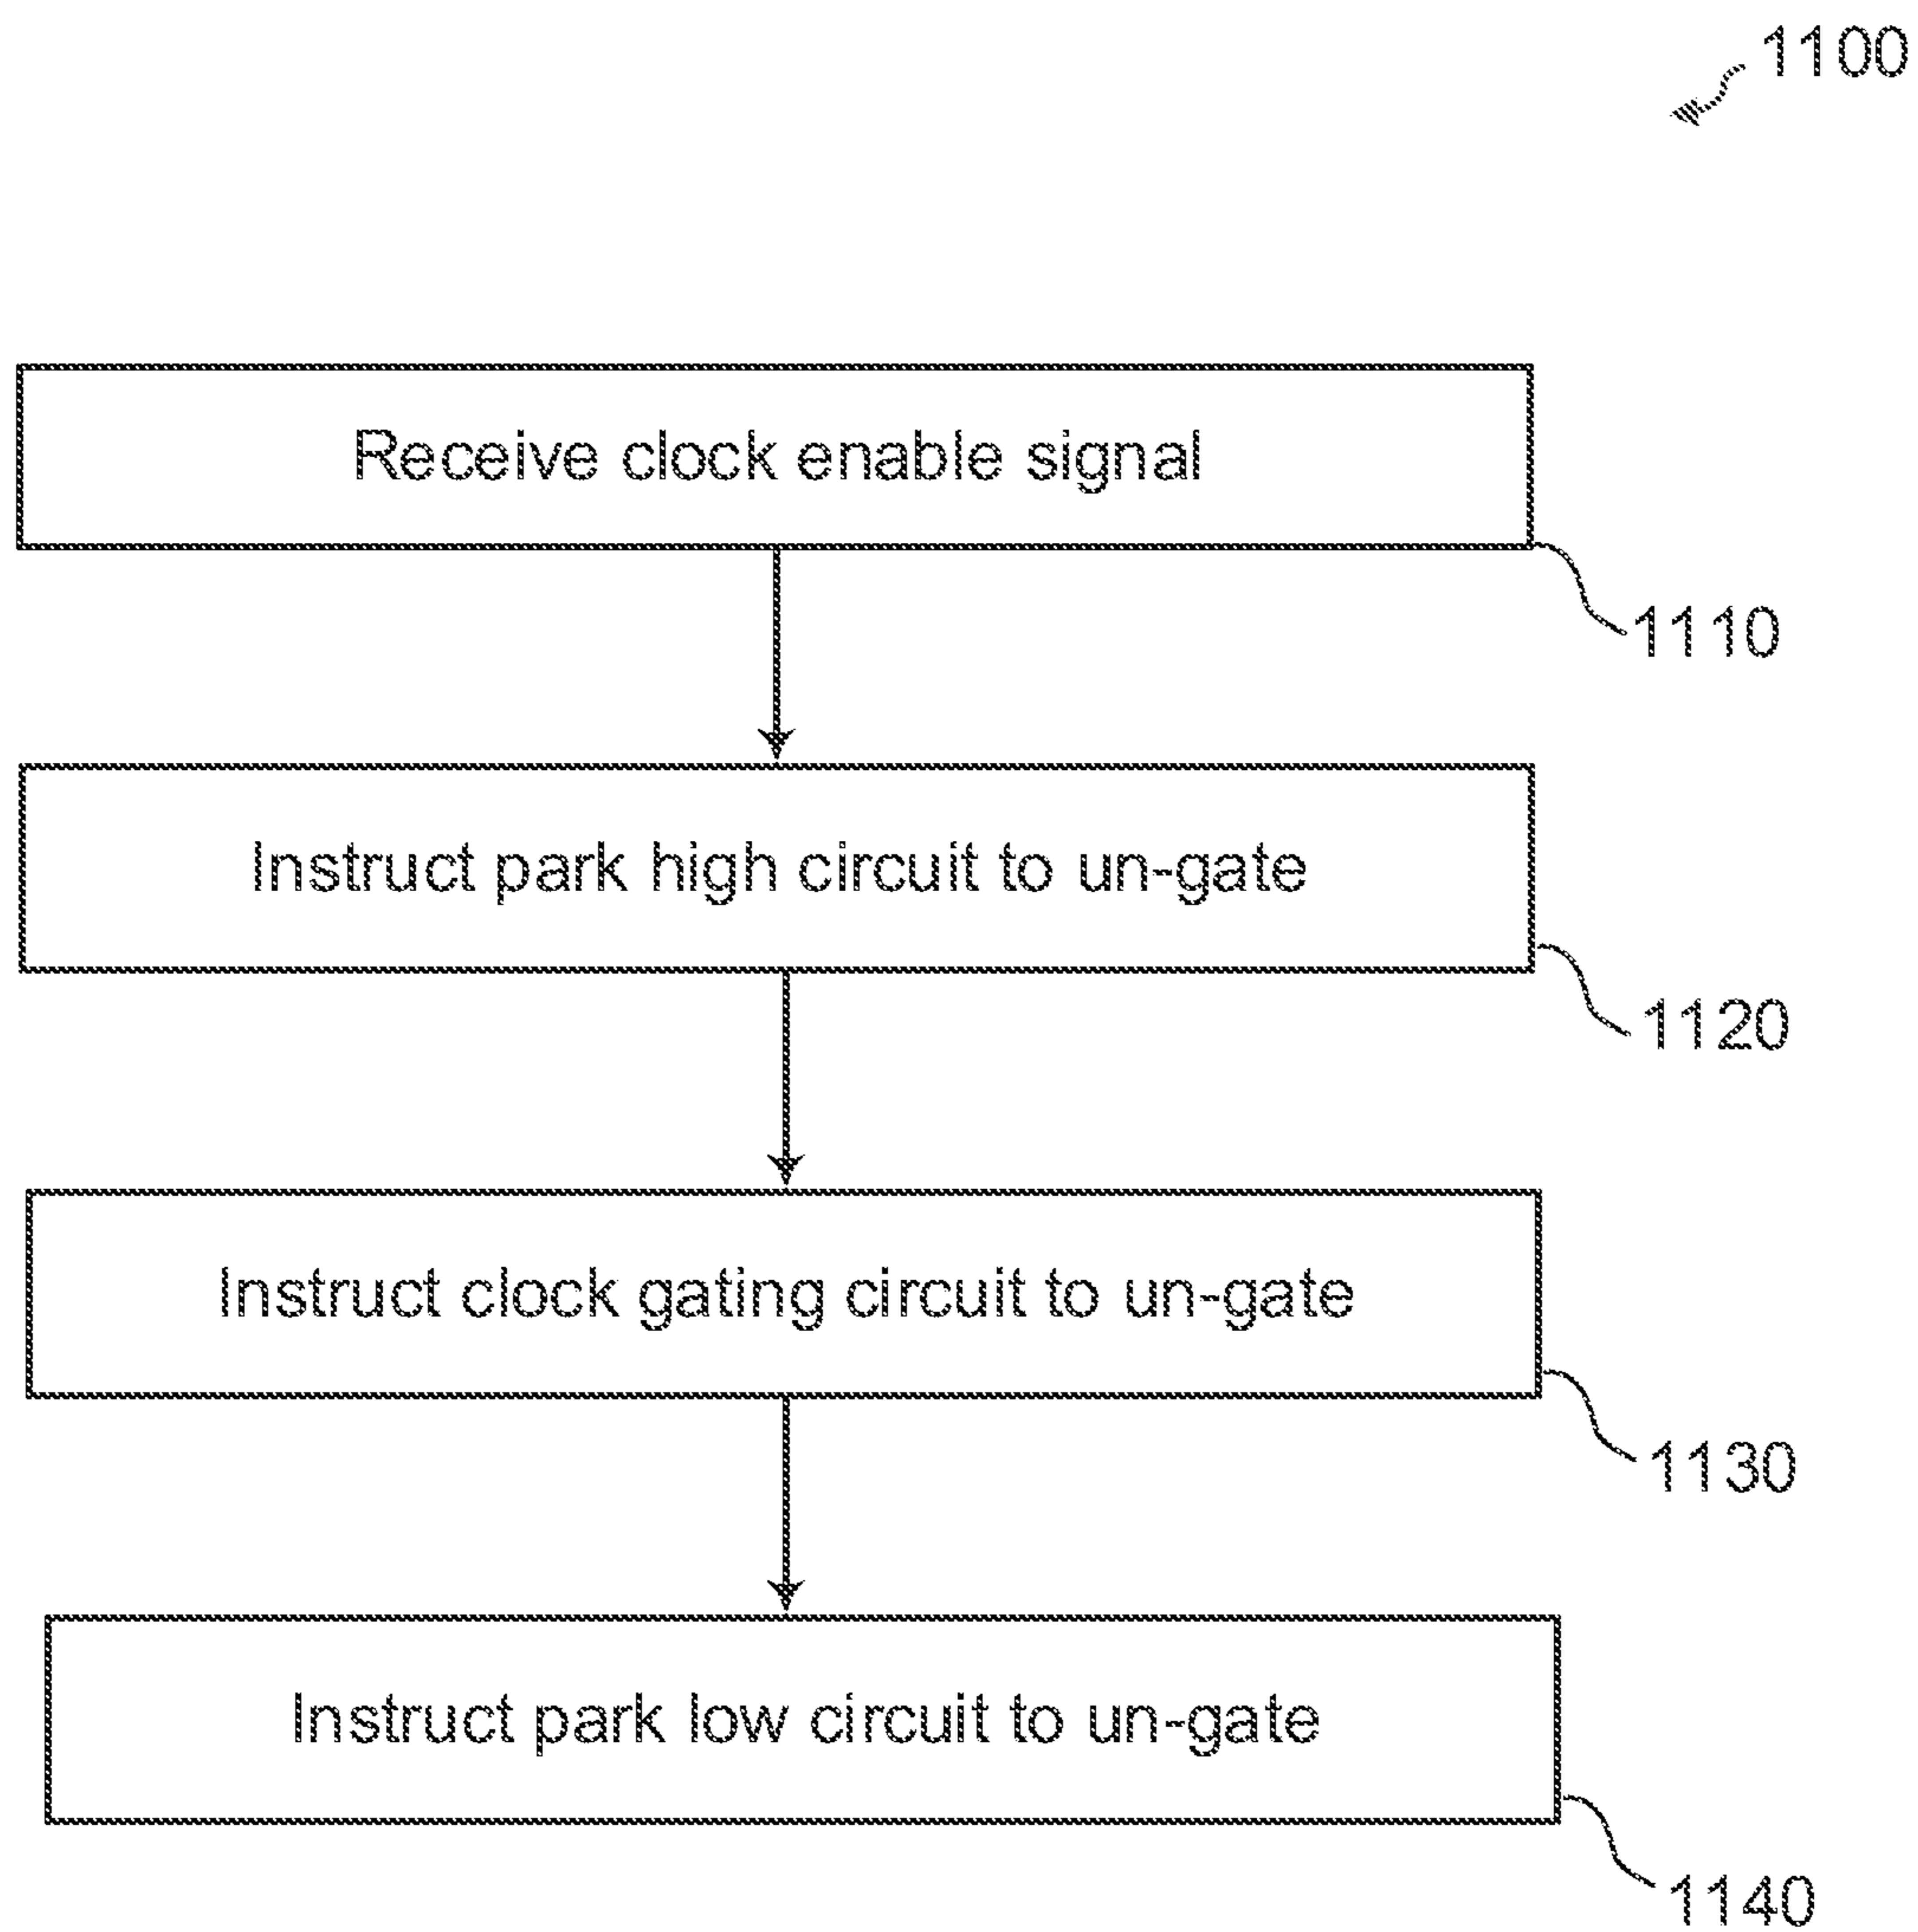 1100
Receive clock enable signal
1110
Instruct park high circuit to un-gate
1120
Instruct clock gating circuit to un-gate
1130
Instruct park low circuit to un-gate
1140